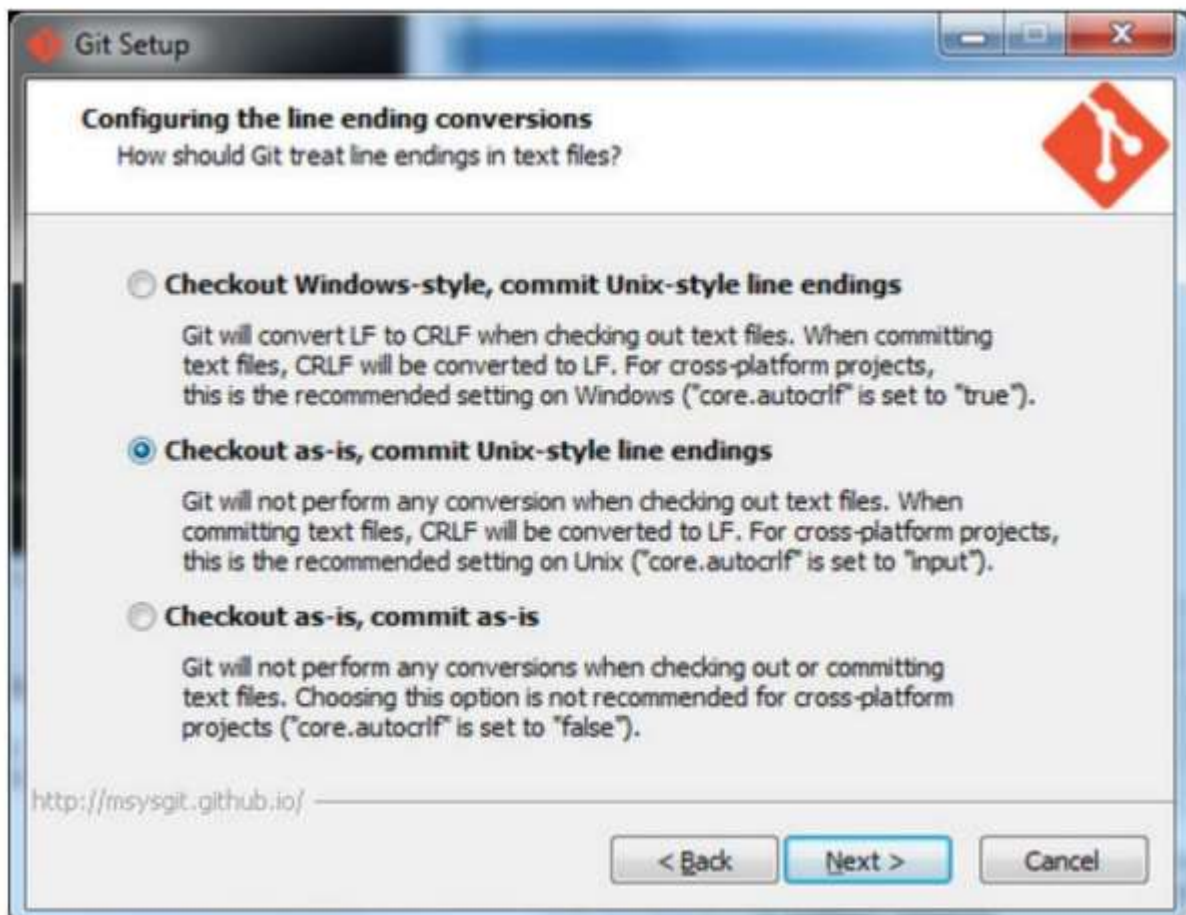 Git Setup
Configuring the line ending conversions
How should Git treat line endings in text files?
Checkout Windows-style, commit Unix-style line endings
Git will convert LF to CRLF when checking out text files. When committing
text files, CRLF will be converted to LF. For cross-platform projects,
this is the recommended setting on Windows ("core.autocrlf" is set to "true").
Checkout as-is, commit Unix-style line endings
Git will not perform any conversion when checking out text files. When
committing text files, CRLF will be converted to LF. For cross-platform projects,
this is the recommended setting on Unix ("core.autocrlf" is set to "input").
Checkout as-is, commit as-is
Git will not perform any conversions when checking out or committing
text files. Choosing this option is not recommended for cross-platform
projects ("core.autocrlf" is set to "false").
http://msysgit.github.io/
< Back Next > Cancel